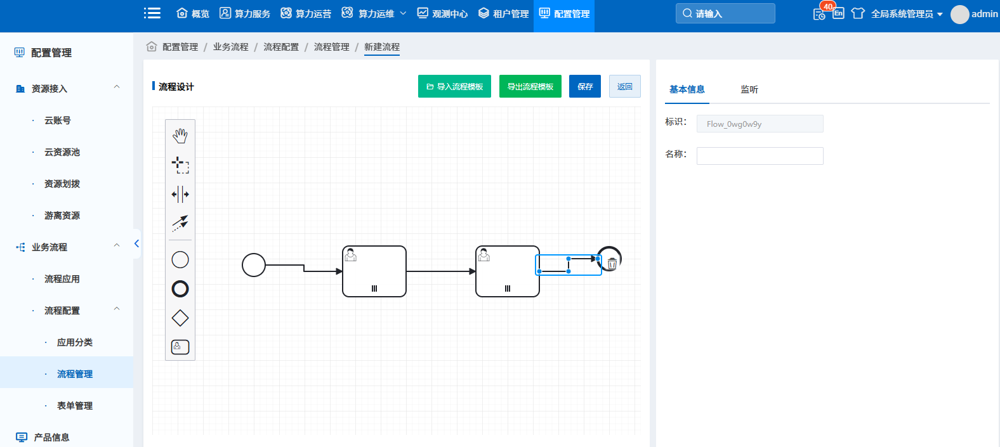 概览 算力服务 算力运营 算力运维 观测中心 租户管理 配置管理 请输入 40 En 全局系统管理员 admin
配置管理
资源接入
· 云账号
· 云资源池
· 资源划拨
· 游离资源
业务流程
· 流程应用
· 流程配置
· 应用分类
· 流程管理
· 表单管理
产品信息
配置管理 / 业务流程 / 流程配置 / 流程管理 / 新建流程
流程设计
导入流程模板 导出流程模板 保存 返回
基本信息 监听
标识： Flow_0wg0w9y
名称：